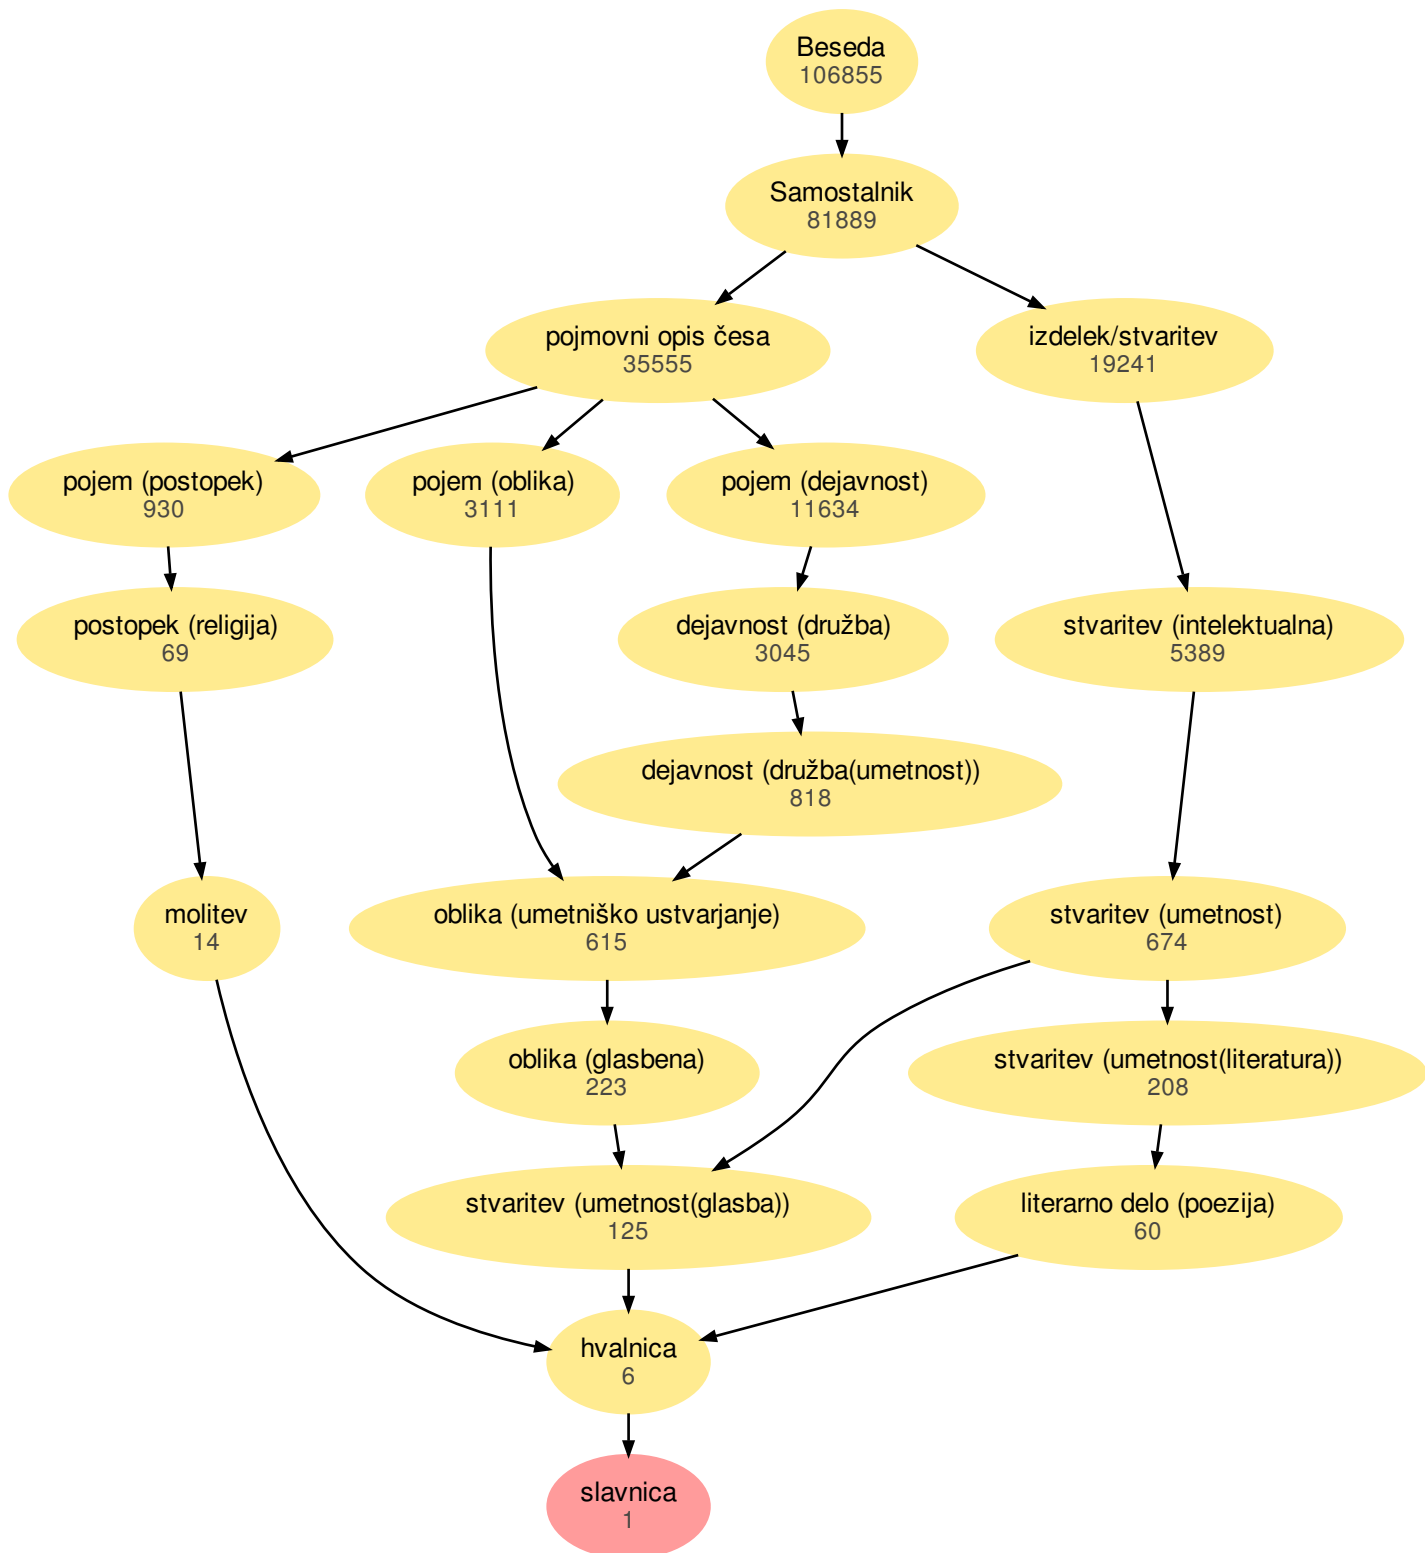 Beseda
106855
Samostalnik
81889
pojmovni opis česa
35555
izdelek/stvaritev
19241
pojem (postopek)
930
pojem (oblika)
3111
pojem (dejavnost)
11634
postopek (religija)
69
dejavnost (družba)
3045
stvaritev (intelektualna)
5389
dejavnost (družba(umetnost))
818
molitev
14
oblika (umetniško ustvarjanje)
615
stvaritev (umetnost)
674
oblika (glasbena)
223
stvaritev (umetnost(literatura))
208
stvaritev (umetnost(glasba))
125
literarno delo (poezija)
60
hvalnica
6
slavnica
1